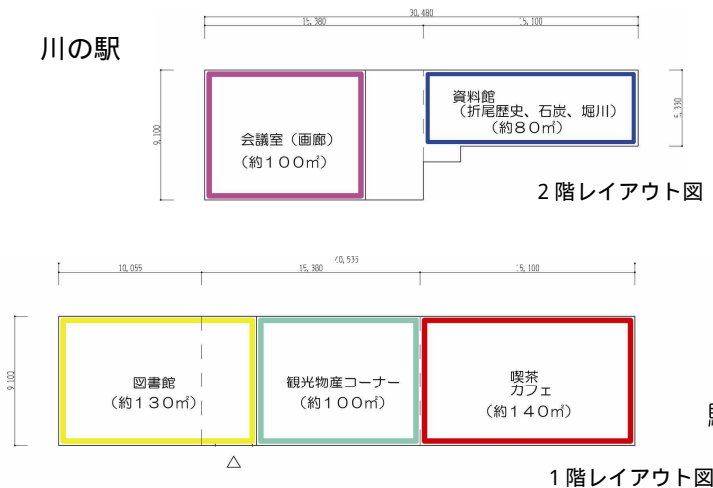 30,480
15,380
15,100
川の駅
9,100
会議室（画廊）
（約１００㎡）
資料館
（折尾歴史、石炭、堀川）
（約８０㎡）
5,330
2階レイアウト図
10,055
15,380
40,535
15,100
9,100
図書館
（約１３０㎡）
観光物産コーナー
（約１００㎡）
喫茶
カフェ
（約１４０㎡）
1階レイアウト図